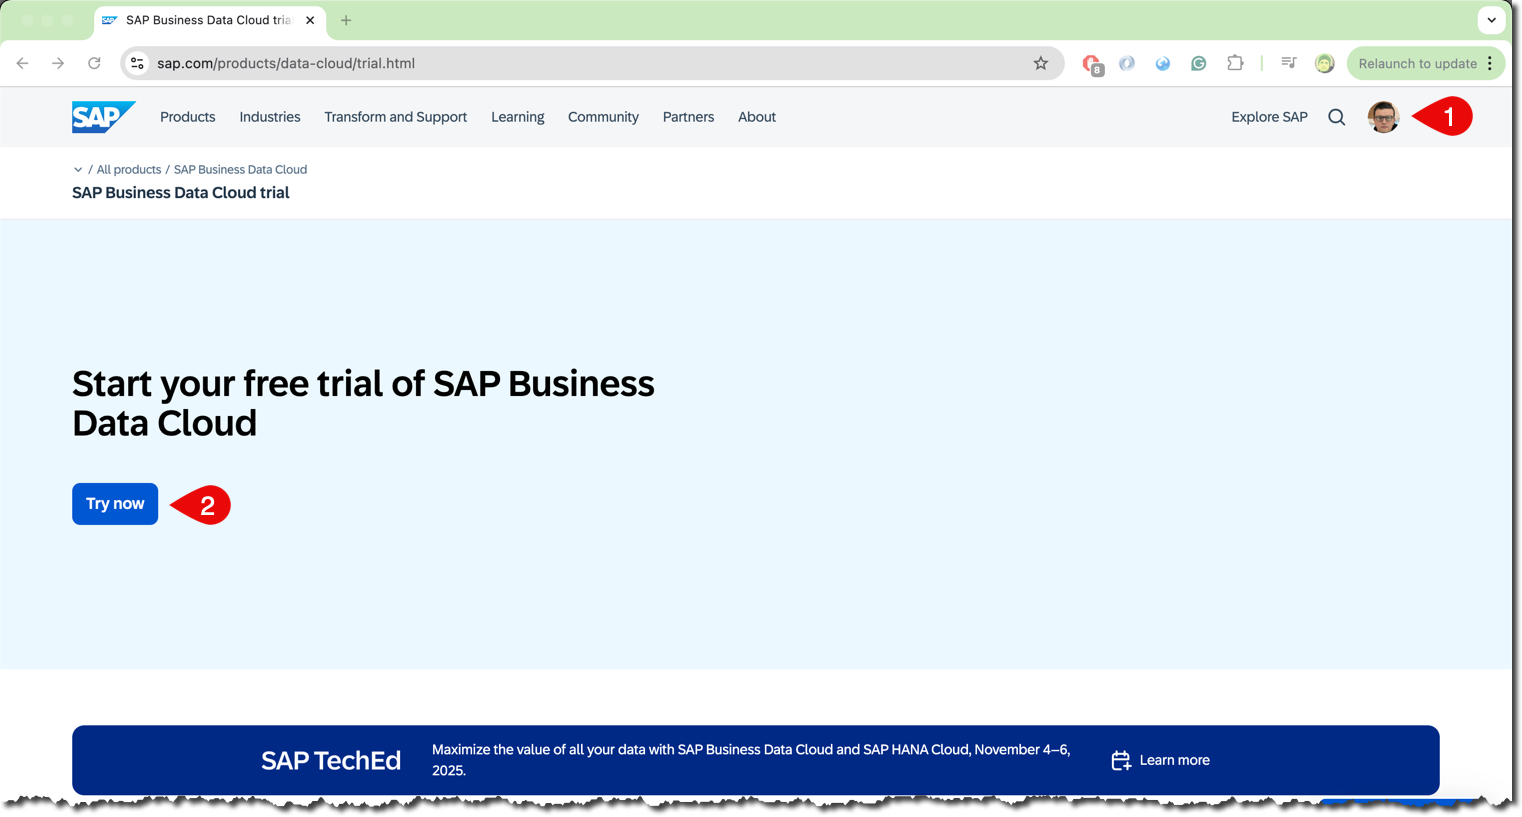 SAP Business Data Cloud tria
sap.com/products/data-cloud/trial.html
8
Relaunch to update
SAP
Products
Industries
Transform and Support
Learning
Community
Partners
About
Explore SAP
1
/ All products / SAP Business Data Cloud
SAP Business Data Cloud trial
Start your free trial of SAP Business
Data Cloud
Try now
2
SAP TechEd
Maximize the value of all your data with SAP Business Data Cloud and SAP HANA Cloud, November 4–6,
2025.
Learn more